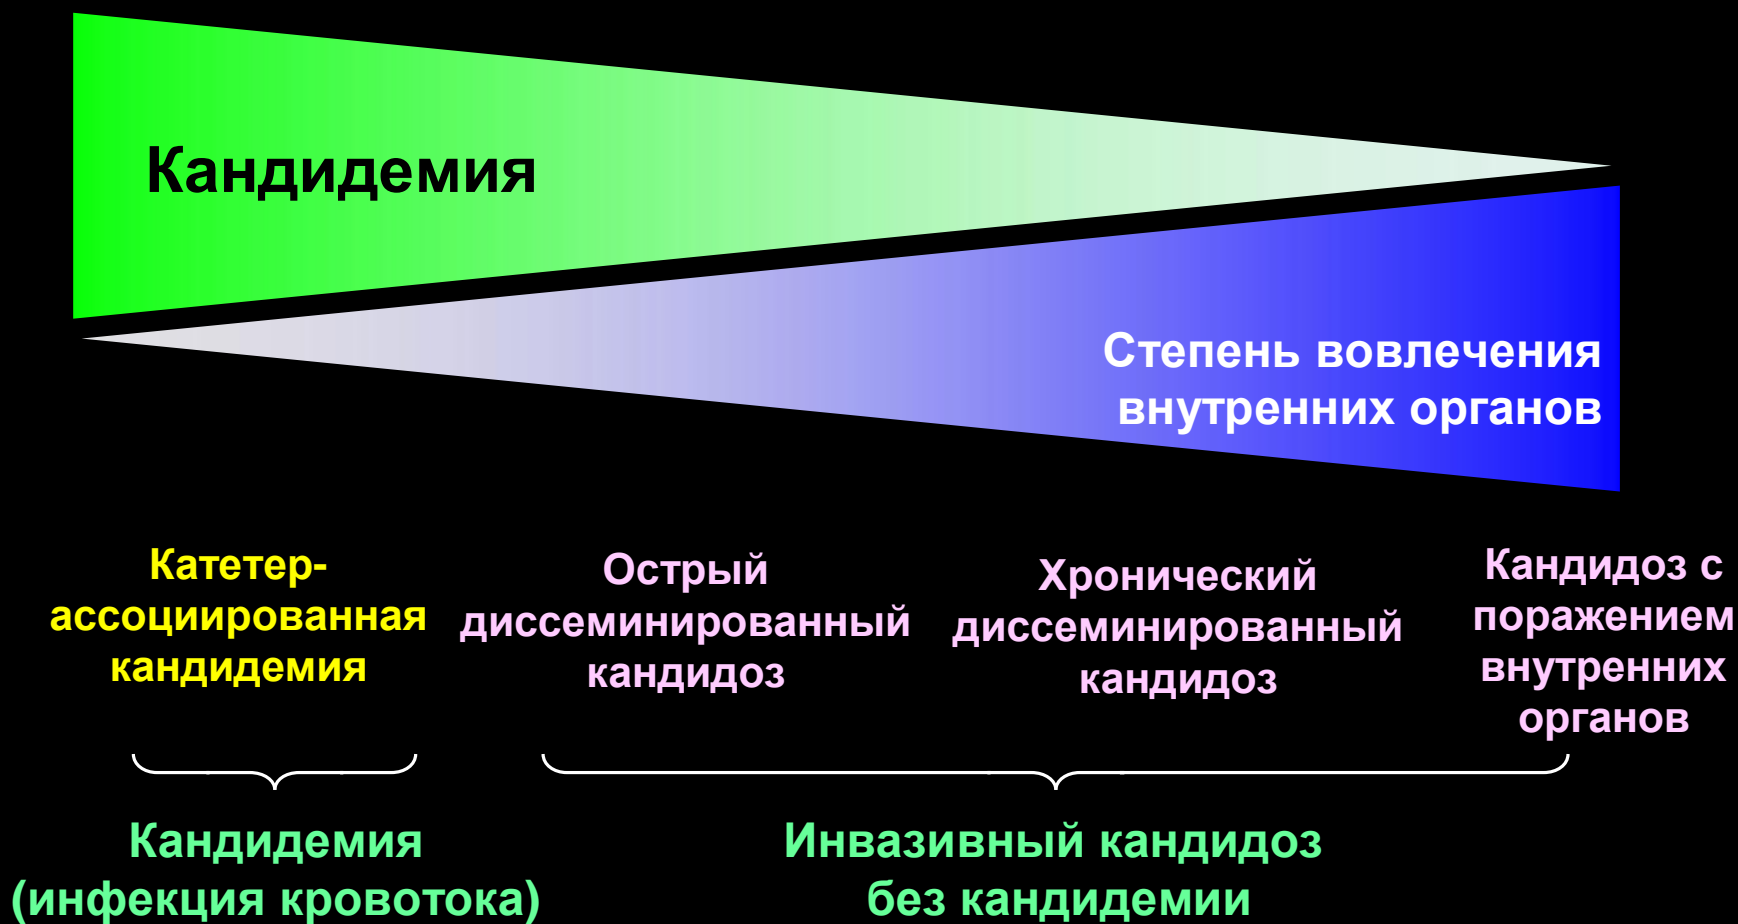 Кандидемия
Степень вовлечения
внутренних органов
Катетер-
ассоциированная
кандидемия
Острый
диссеминированный
кандидоз
Хронический
диссеминированный
кандидоз
Кандидоз с
поражением
внутренних
органов
Кандидемия
(инфекция кровотока)
Инвазивный кандидоз
без кандидемии